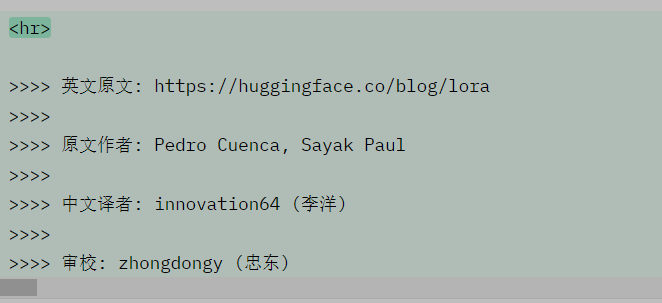 <hr>
>>>> 英文原文: https://huggingface.co/blog/lora
>>>>
>>>> 原文作者: Pedro Cuenca, Sayak Paul
>>>>
>>>> 中文译者: innovation64 (李洋)
>>>>
>>>> 审校: zhongdongy (忠东)